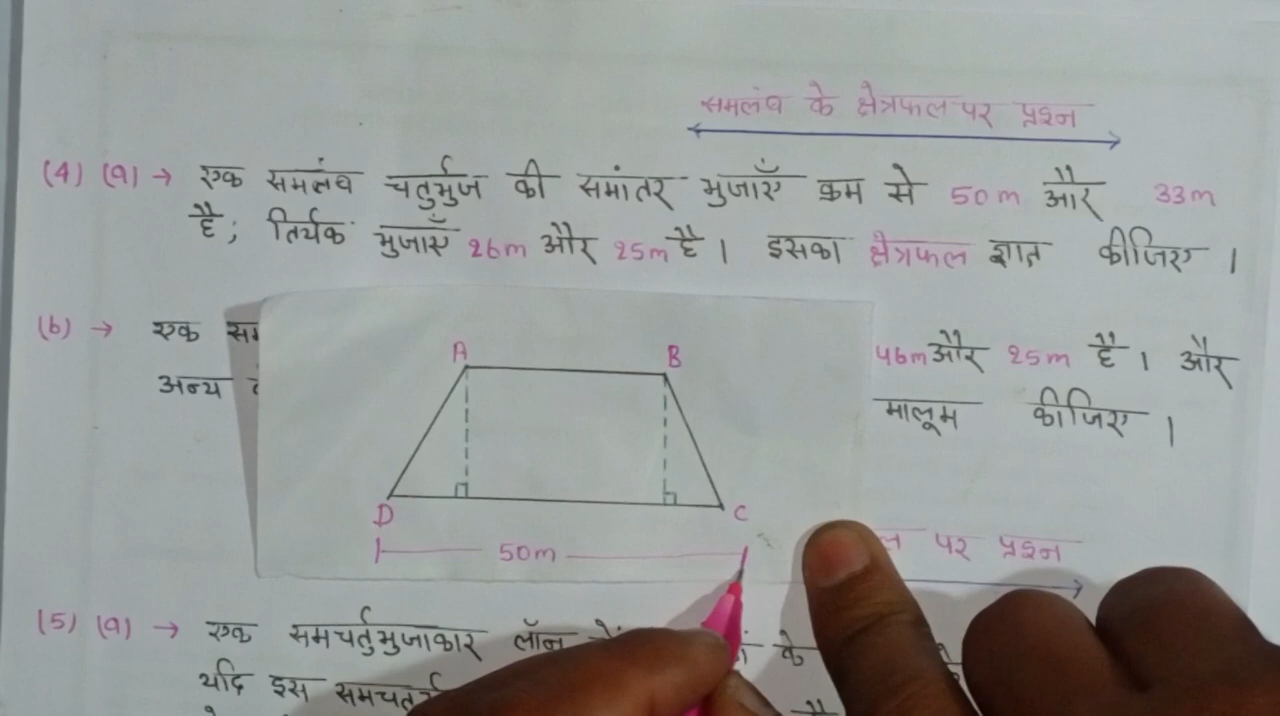 समलंब के क्षेत्रफल पर प्रश्न
(4) (a) → एक समलंब चतुर्भुज की समांतर भुजाएँ क्रम से 50m और 33m
है; तिर्यक भुजाएँ 26m और 25m है। इसका क्षेत्रफल ज्ञात कीजिए।
(b) → एक 46m और 25m है। और
अन्य मालूम कीजिए।
A B
D C
50m
पर प्रश्न
(5) (a) → एक समचर्तुभुजाकार लॉन के
यदि इस